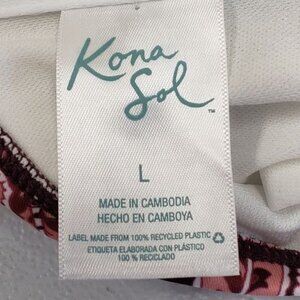 Kona
Sol™
L
MADE IN CAMBODIA
HECHO EN CAMBOYA
LABEL MADE FROM 100% RECYCLED PLASTIC
ETIQUETA ELABORADA CON PLÁSTICO
100 % RECICLADO